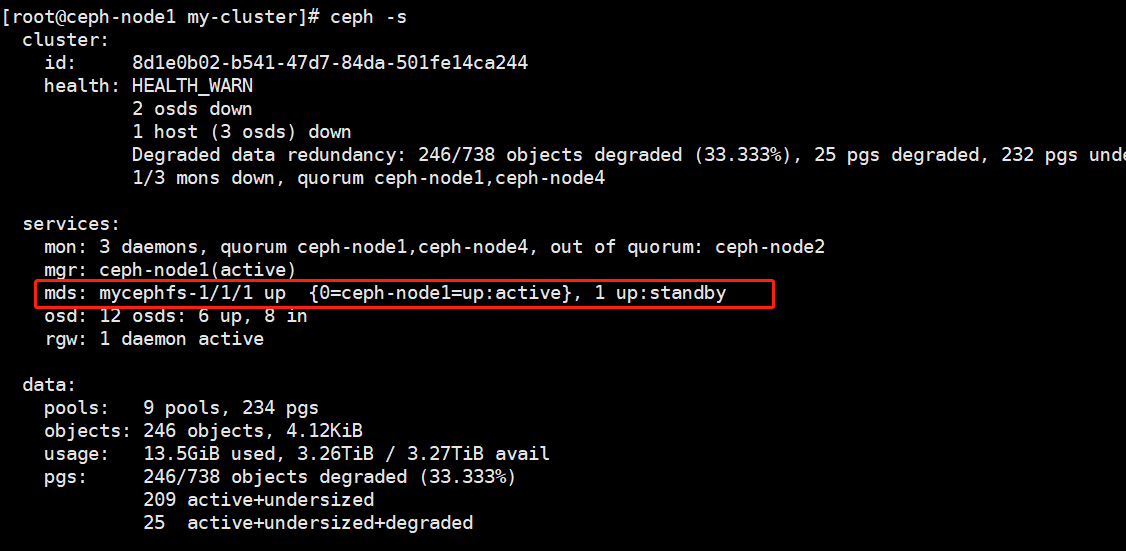 [root@ceph-node1 my-cluster]# ceph -s
cluster:
id: 8d1e0b02-b541-47d7-84da-501fe14ca244
health: HEALTH_WARN
2 osds down
1 host (3 osds) down
Degraded data redundancy: 246/738 objects degraded (33.333%), 25 pgs degraded, 232 pgs unde
1/3 mons down, quorum ceph-node1,ceph-node4
services:
mon: 3 daemons, quorum ceph-node1,ceph-node4, out of quorum: ceph-node2
mgr: ceph-node1(active)
mds: mycephfs-1/1/1 up {0=ceph-node1=up:active}, 1 up:standby
osd: 12 osds: 6 up, 8 in
rgw: 1 daemon active
data:
pools: 9 pools, 234 pgs
objects: 246 objects, 4.12KiB
usage: 13.5GiB used, 3.26TiB / 3.27TiB avail
pgs: 246/738 objects degraded (33.333%)
209 active+undersized
25 active+undersized+degraded